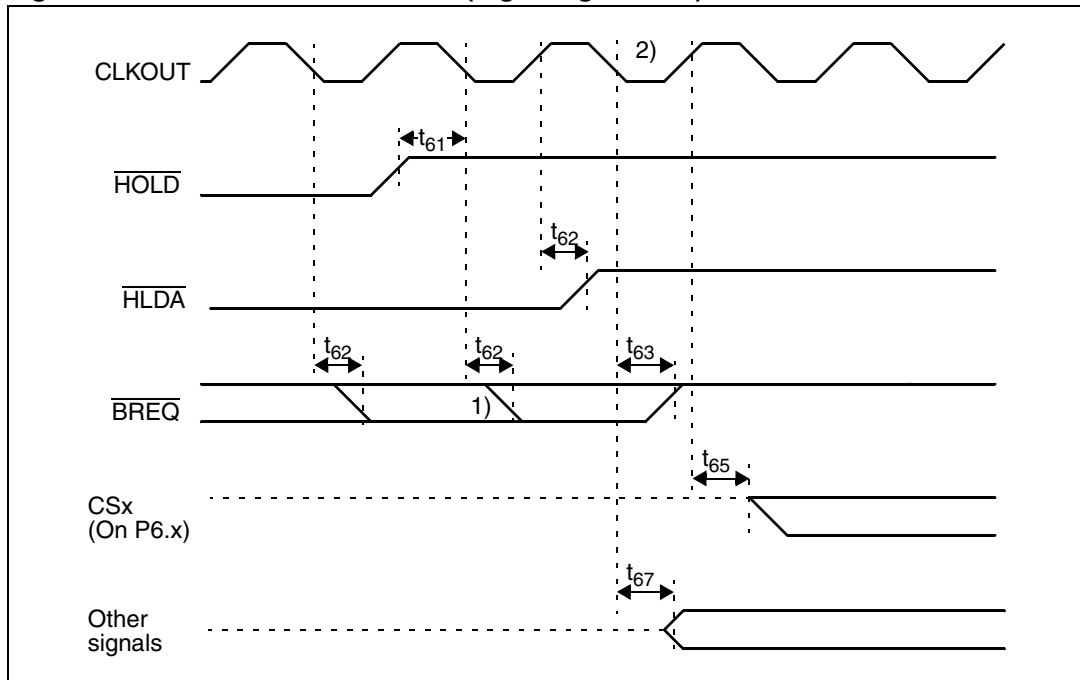 2)
CLKOUT
t61
HOLD
t62
HLDA
t62
t62
t63
BREQ
1)
t65
CSx
(On P6.x)
t67
Other
signals